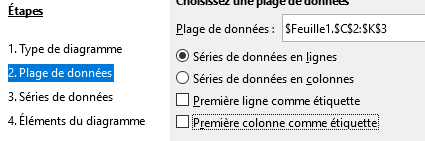 Étapes
1. Type de diagramme
2. Plage de données
3. Séries de données
4. Éléments du diagramme
Choisissez une plage de données
Plage de données : $Feuille1.$C$2:$K$3
Séries de données en lignes
Séries de données en colonnes
Première ligne comme étiquette
Première colonne comme étiquette